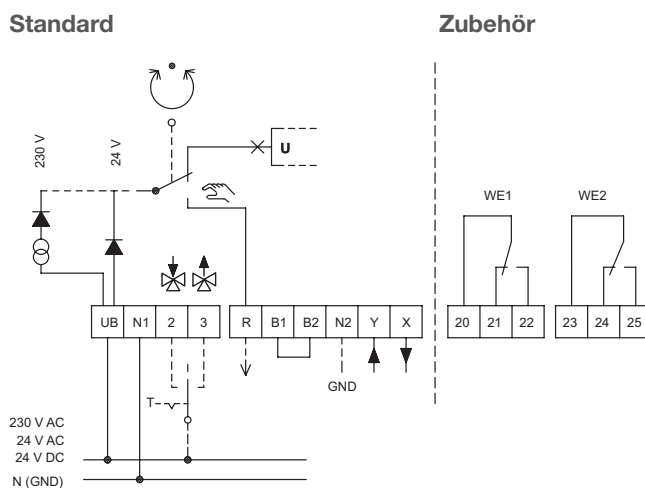 Standard
Zubehör
230 V
24 V
U
WE1
WE2
UB N1 2 3 R B1 B2 N2 Y X
20 21 22 23 24 25
GND
T
230 V AC
24 V AC
24 V DC
N (GND)